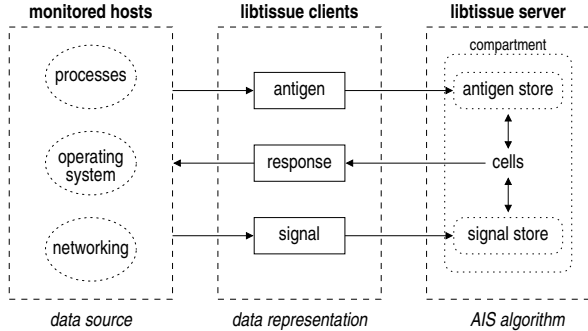 monitored hosts
libtissue clients
libtissue server
compartment
processes
antigen
antigen store
operating
system
response
cells
networking
signal
signal store
data source
data representation
AIS algorithm